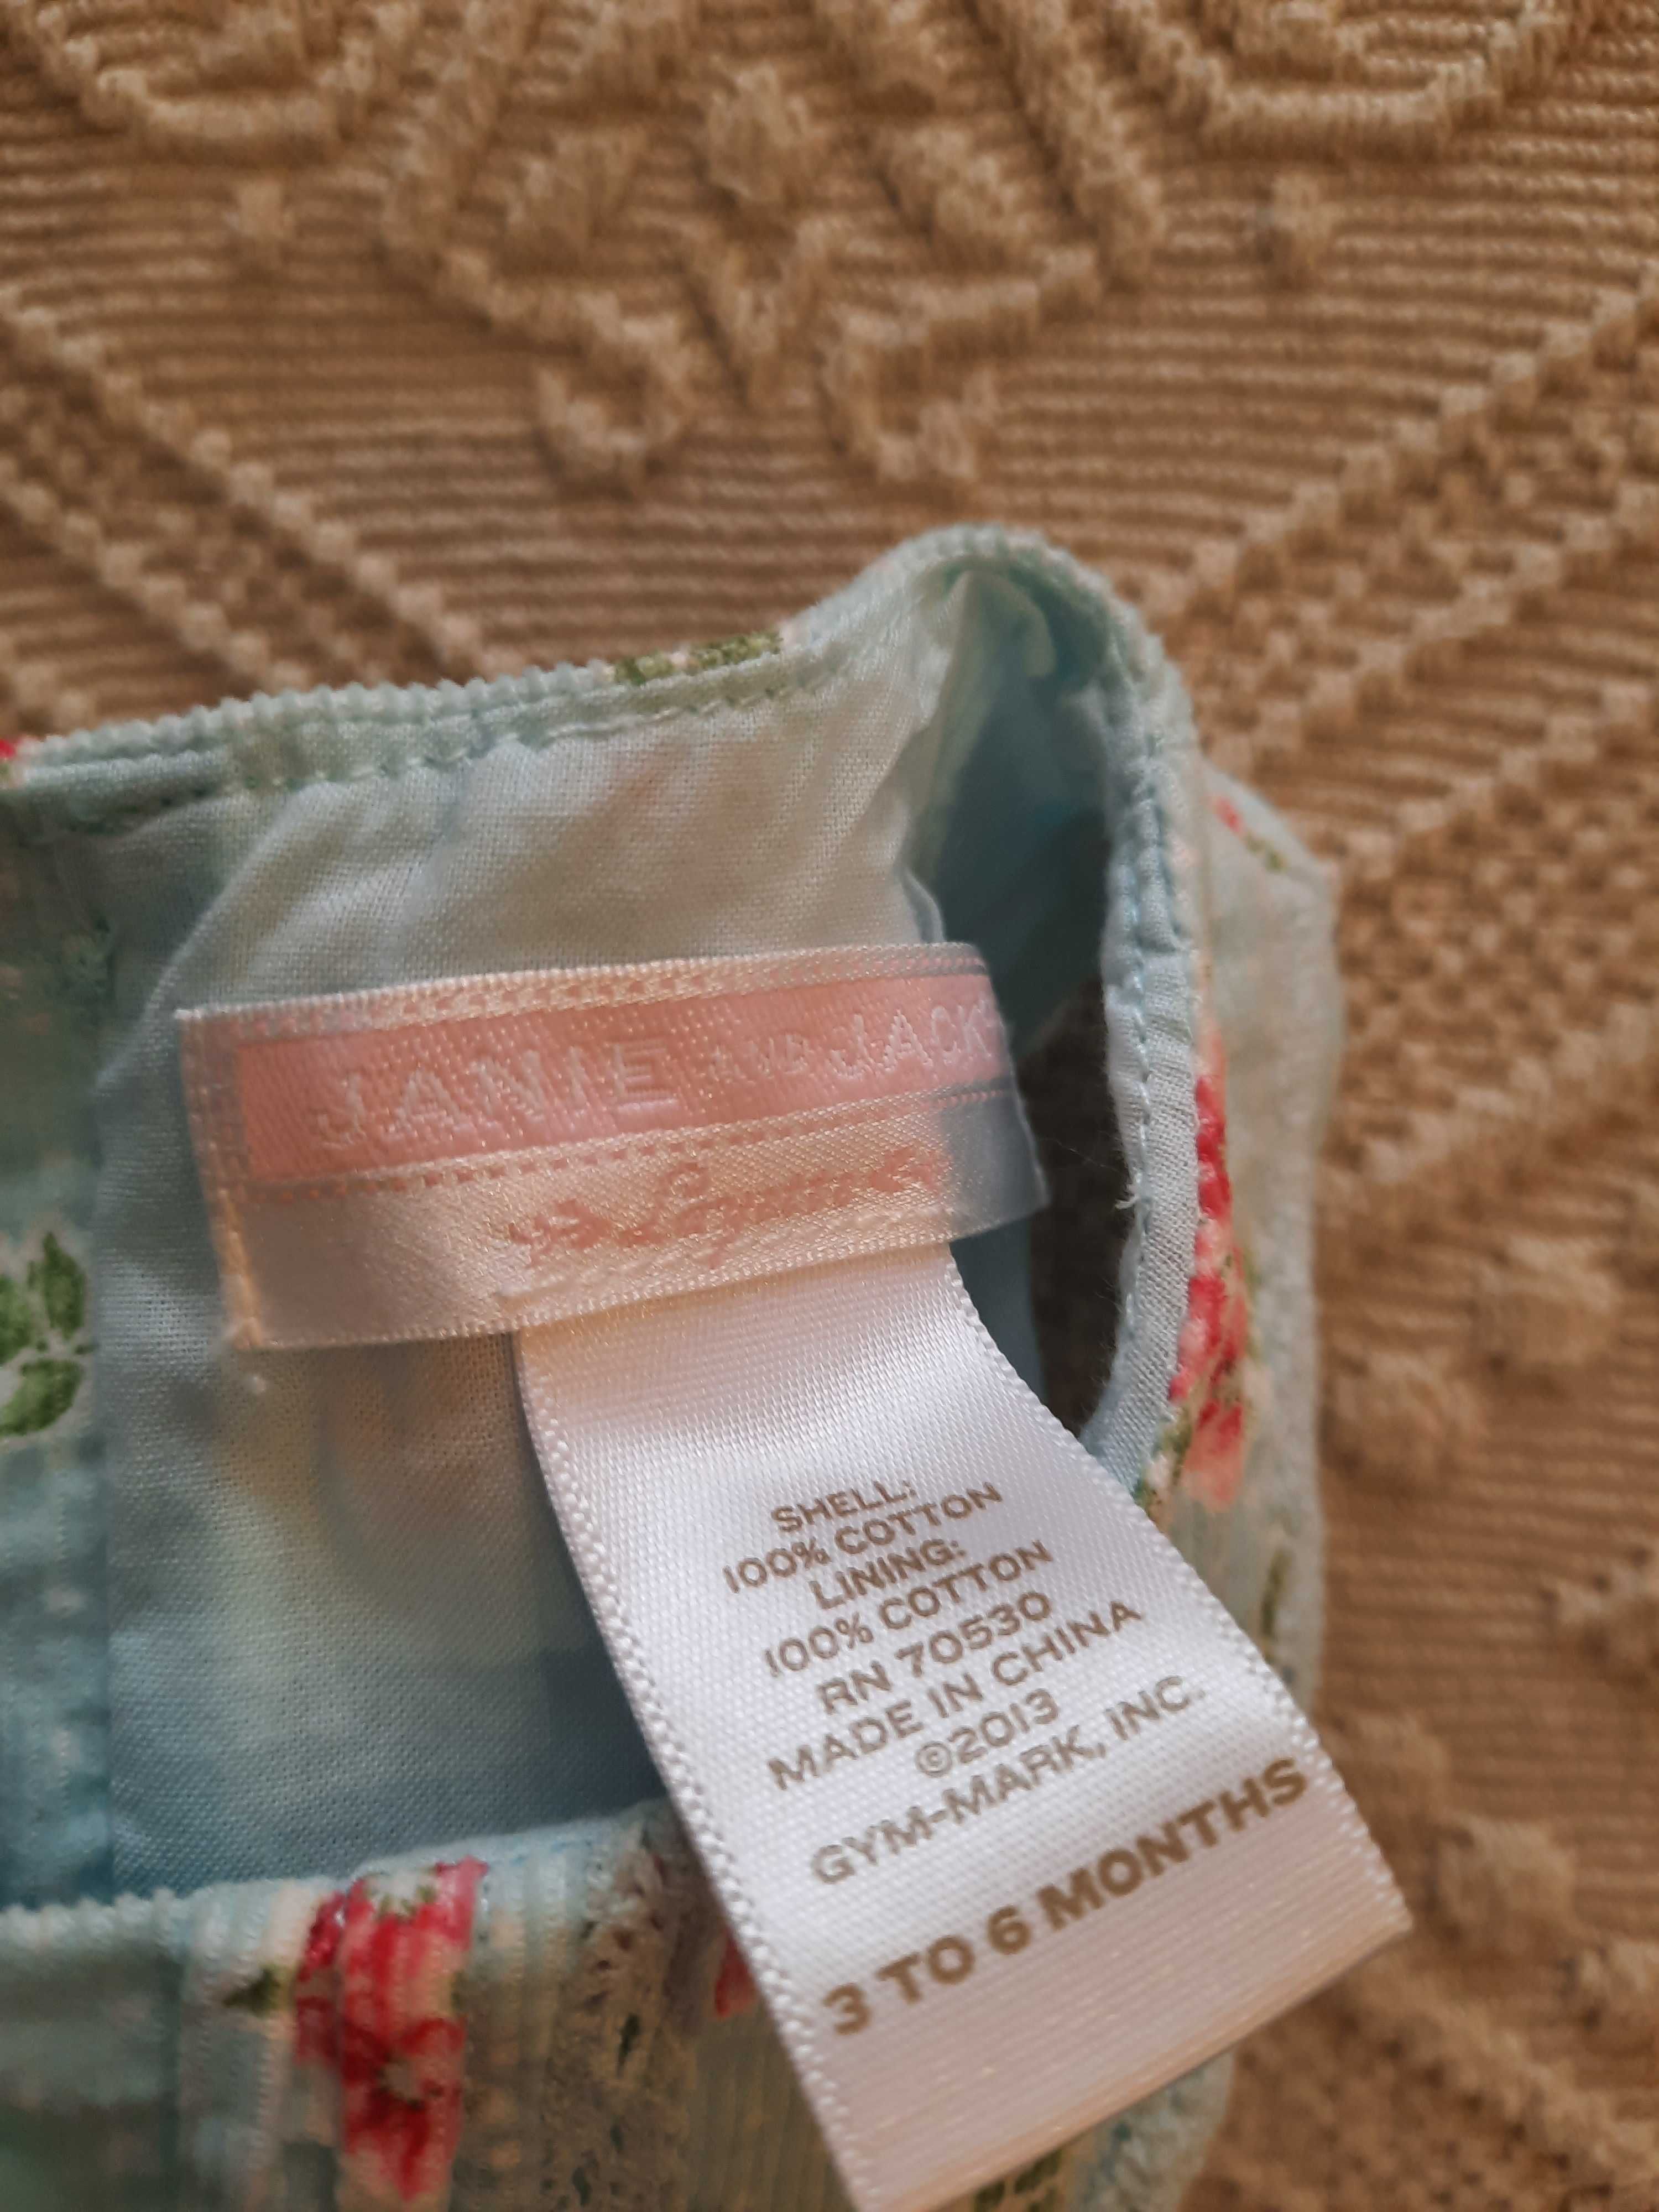 JANIE AND JACK
Layette
SHELL:
100% COTTON
LINING:
100% COTTON
RN 70530
MADE IN CHINA
©2013
GYM-MARK, INC.
3 TO 6 MONTHS